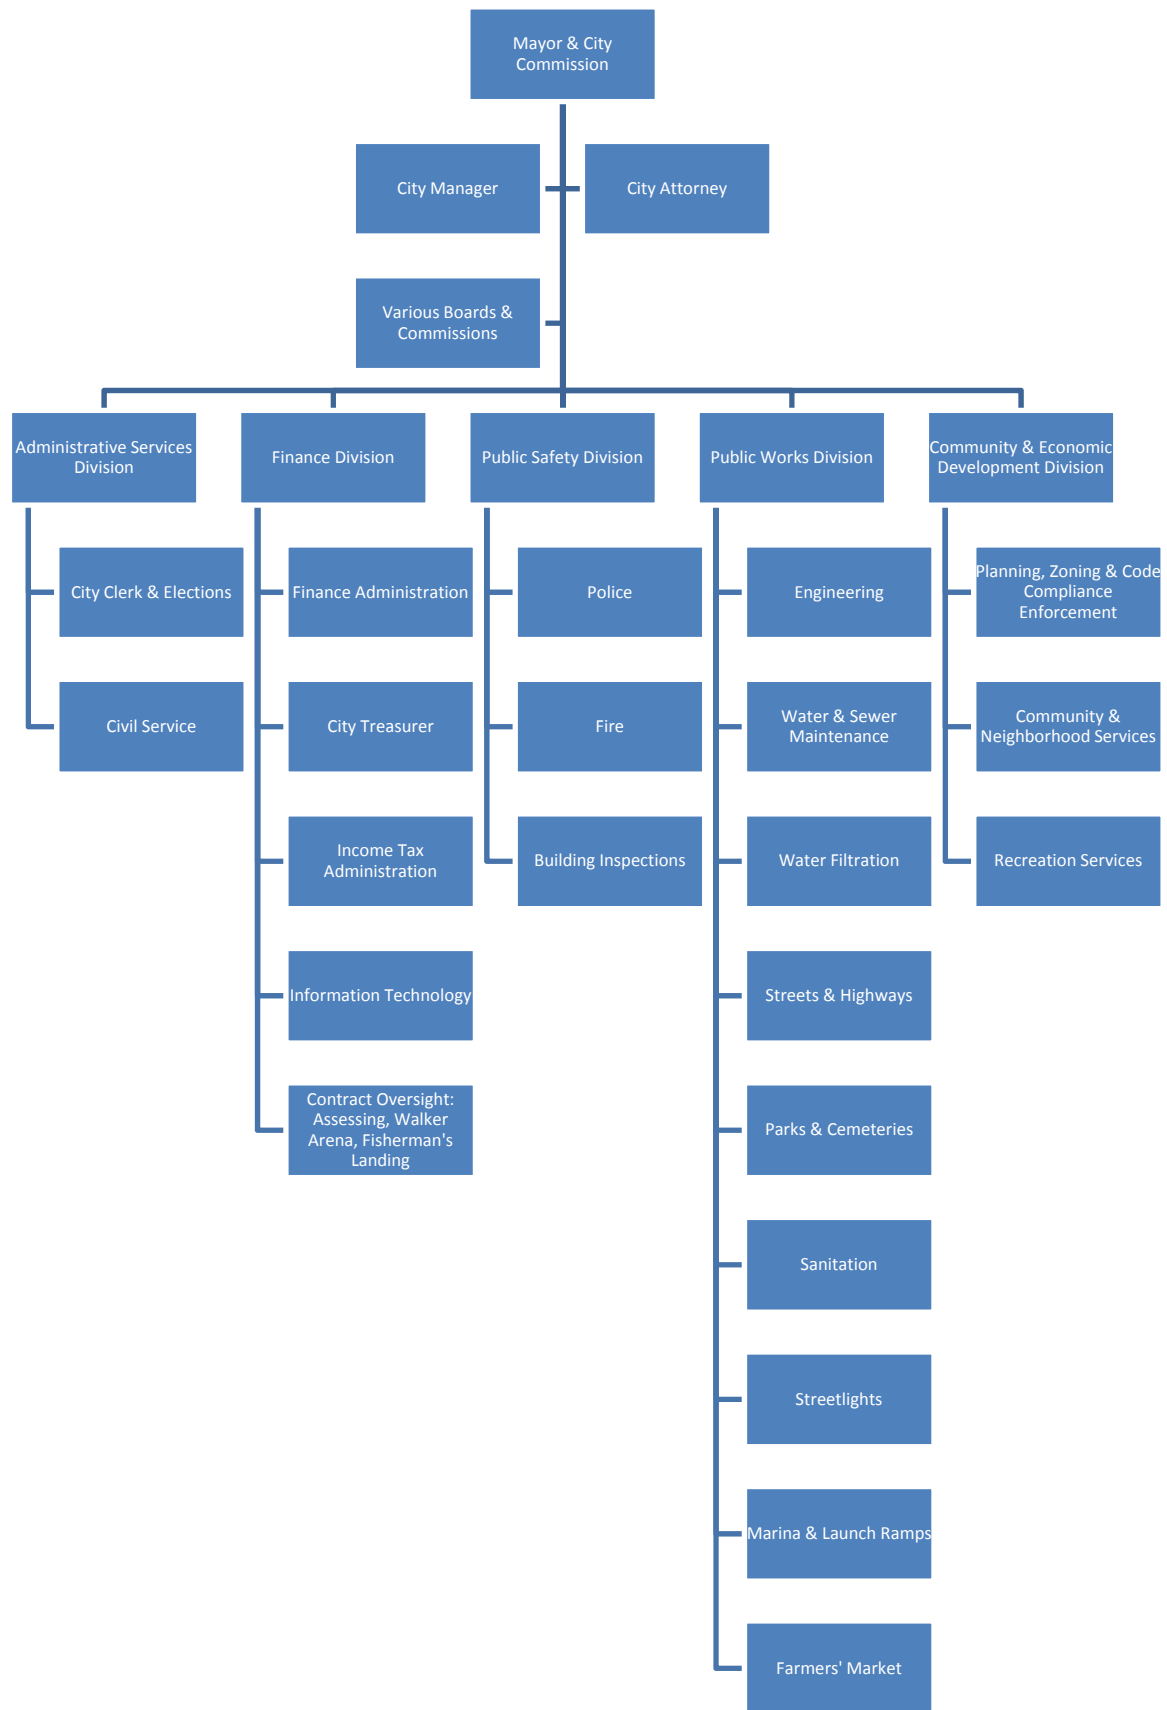 Mayor & City
Commission
City Manager
City Attorney
Various Boards &
Commissions
Administrative Services
Division
Finance Division
Public Safety Division
Public Works Division
Community & Economic
Development Division
City Clerk & Elections
Finance Administration
Police
Engineering
Planning, Zoning & Code
Compliance
Enforcement
Civil Service
City Treasurer
Fire
Water & Sewer
Maintenance
Community &
Neighborhood Services
Income Tax
Administration
Building Inspections
Water Filtration
Recreation Services
Information Technology
Streets & Highways
Contract Oversight:
Assessing, Walker
Arena, Fisherman's
Landing
Parks & Cemeteries
Sanitation
Streetlights
Marina & Launch Ramps
Farmers' Market